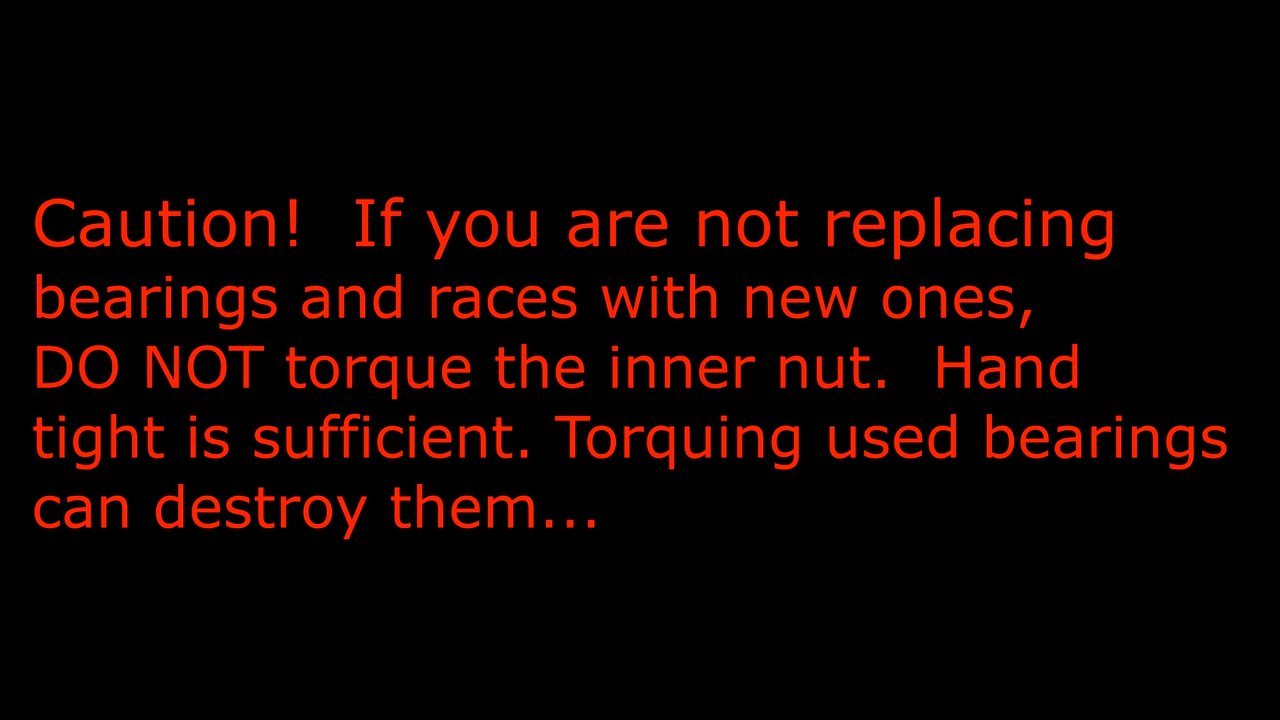 Caution!  If you are not replacing
bearings and races with new ones,
DO NOT torque the inner nut.  Hand
tight is sufficient. Torquing used bearings
can destroy them...